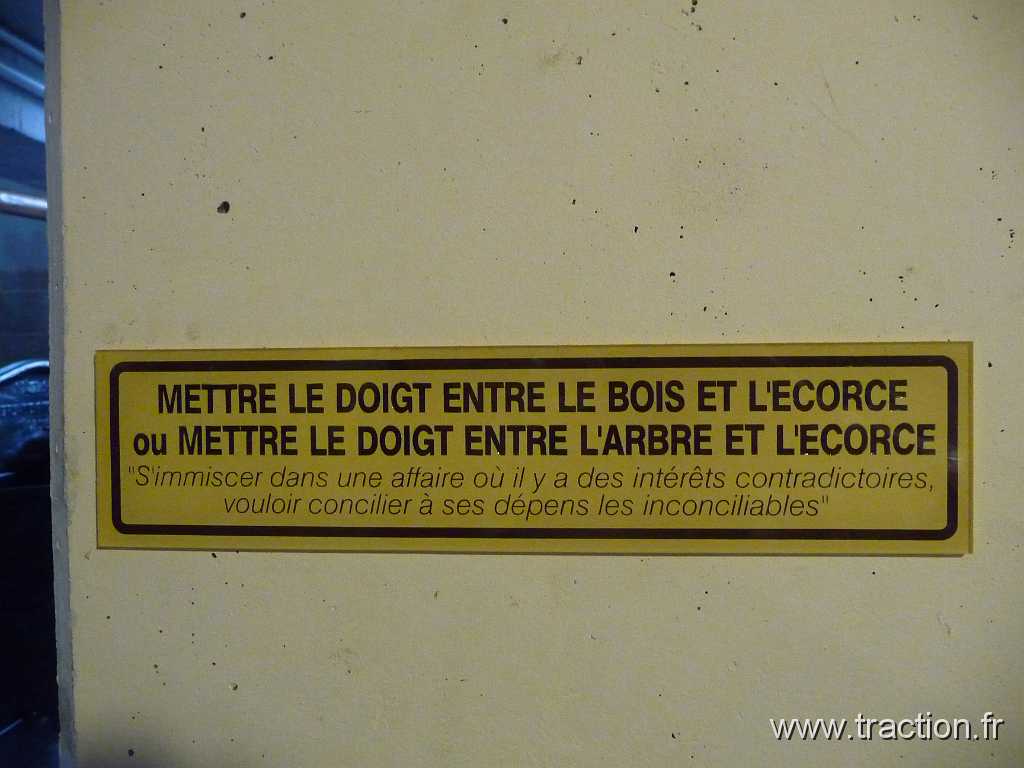 METTRE LE DOIGT ENTRE LE BOIS ET L'ECORCE
ou METTRE LE DOIGT ENTRE L'ARBRE ET L'ECORCE
"S'immiscer dans une affaire où il y a des intérêts contradictoires,
vouloir concilier à ses dépens les inconciliables"
www.traction.fr